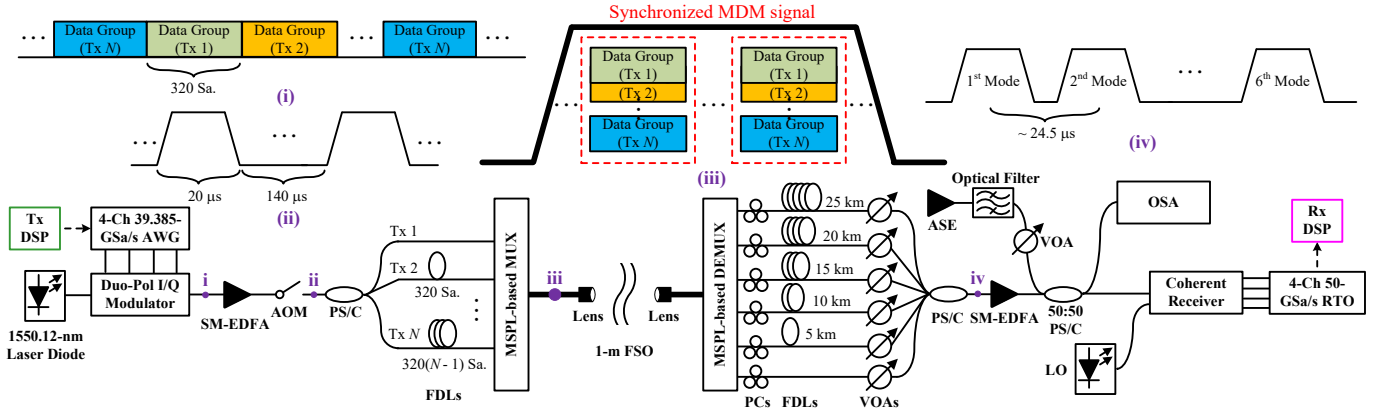 Synchronized MDM signal
··· Data Group Data Group Data Group ··· Data Group ···
(Tx N) (Tx 1) (Tx 2) (Tx N)
320 Sa.
(i)
··· ··· ···
20 μs 140 μs
(ii)
Data Group Data Group
(Tx 1) (Tx 1)
··· (Tx 2) ··· (Tx 2) ···
Data Group Data Group
(Tx N) (Tx N)
(iii)
1st Mode 2nd Mode ··· 6th Mode
~ 24.5 μs
(iv)
Tx
DSP
4-Ch 39.385-
GSa/s AWG
Duo-Pol I/Q
Modulator
1550.12-nm
Laser Diode
i
SM-EDFA
AOM
ii
PS/C
Tx 1
Tx 2
320 Sa.
Tx N
320(N - 1) Sa.
FDLs
MSPL-based MUX
iii
Lens
1-m FSO
Lens
MSPL-based DEMUX
25 km
20 km
15 km
10 km
5 km
PCs
FDLs
VOAs
PS/C
iv
SM-EDFA
ASE
Optical Filter
VOA
50:50
PS/C
OSA
Coherent
Receiver
LO
4-Ch 50-
GSa/s RTO
Rx
DSP